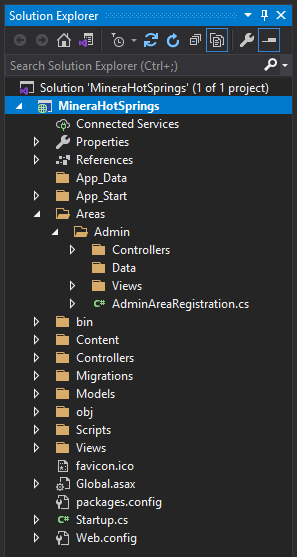 Solution Explorer
Search Solution Explorer (Ctrl+;)
Solution 'MineraHotSprings' (1 of 1 project)
MineraHotSprings
Connected Services
Properties
References
App_Data
App_Start
Areas
Admin
Controllers
Data
Views
C# AdminAreaRegistration.cs
bin
Content
Controllers
Migrations
Models
obj
Scripts
Views
favicon.ico
Global.asax
packages.config
C# Startup.cs
Web.config